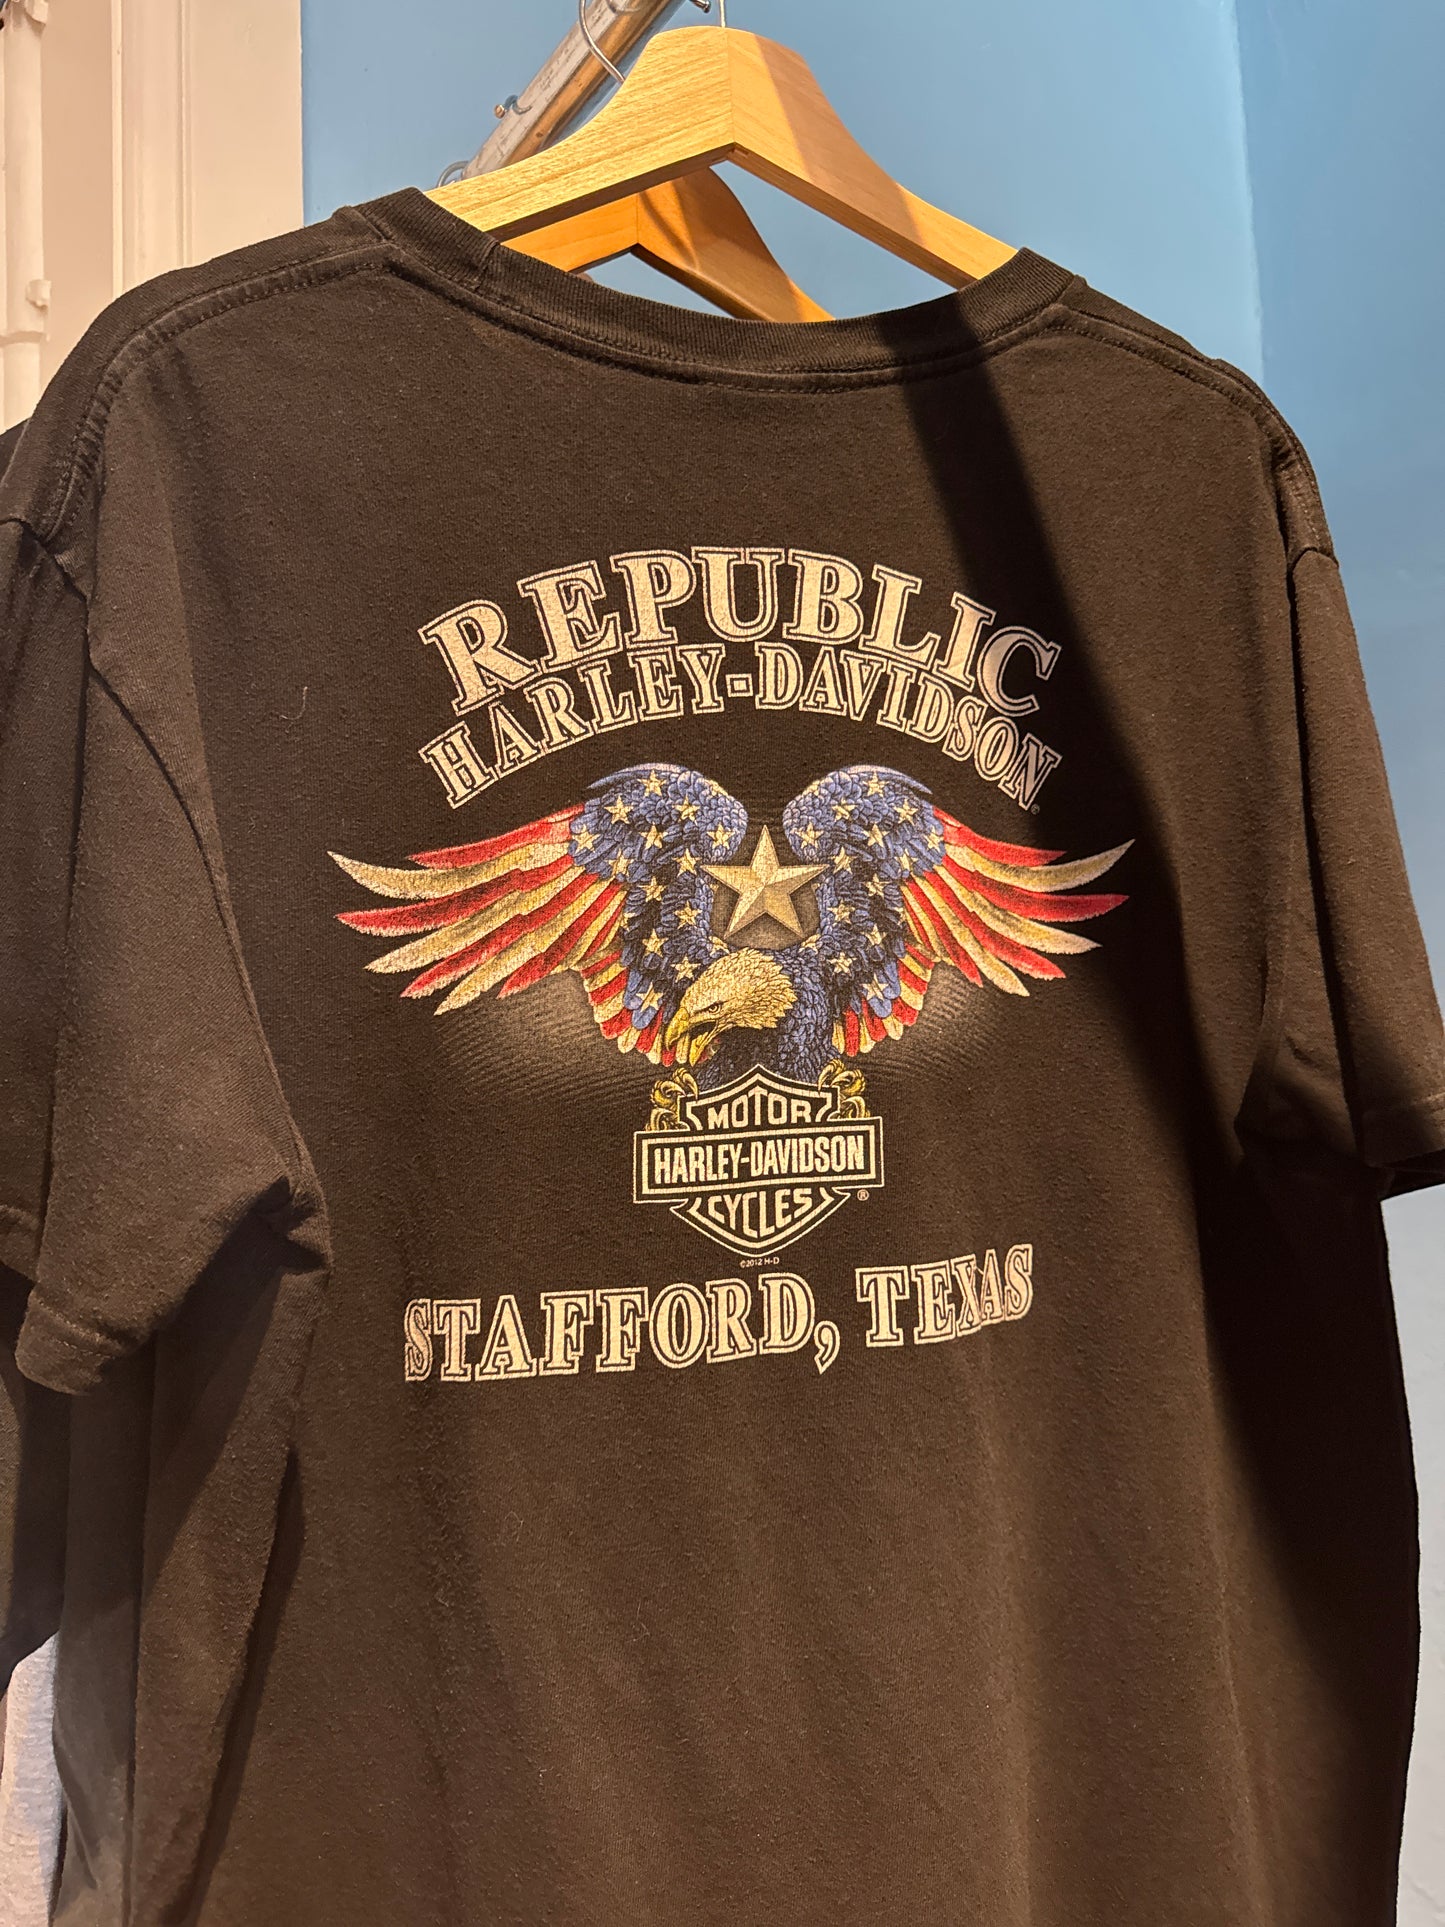 REPUBLIC
HARLEY-DAVIDSON®
MOTOR
HARLEY-DAVIDSON
CYCLES ®
©2012 H-D
STAFFORD, TEXAS